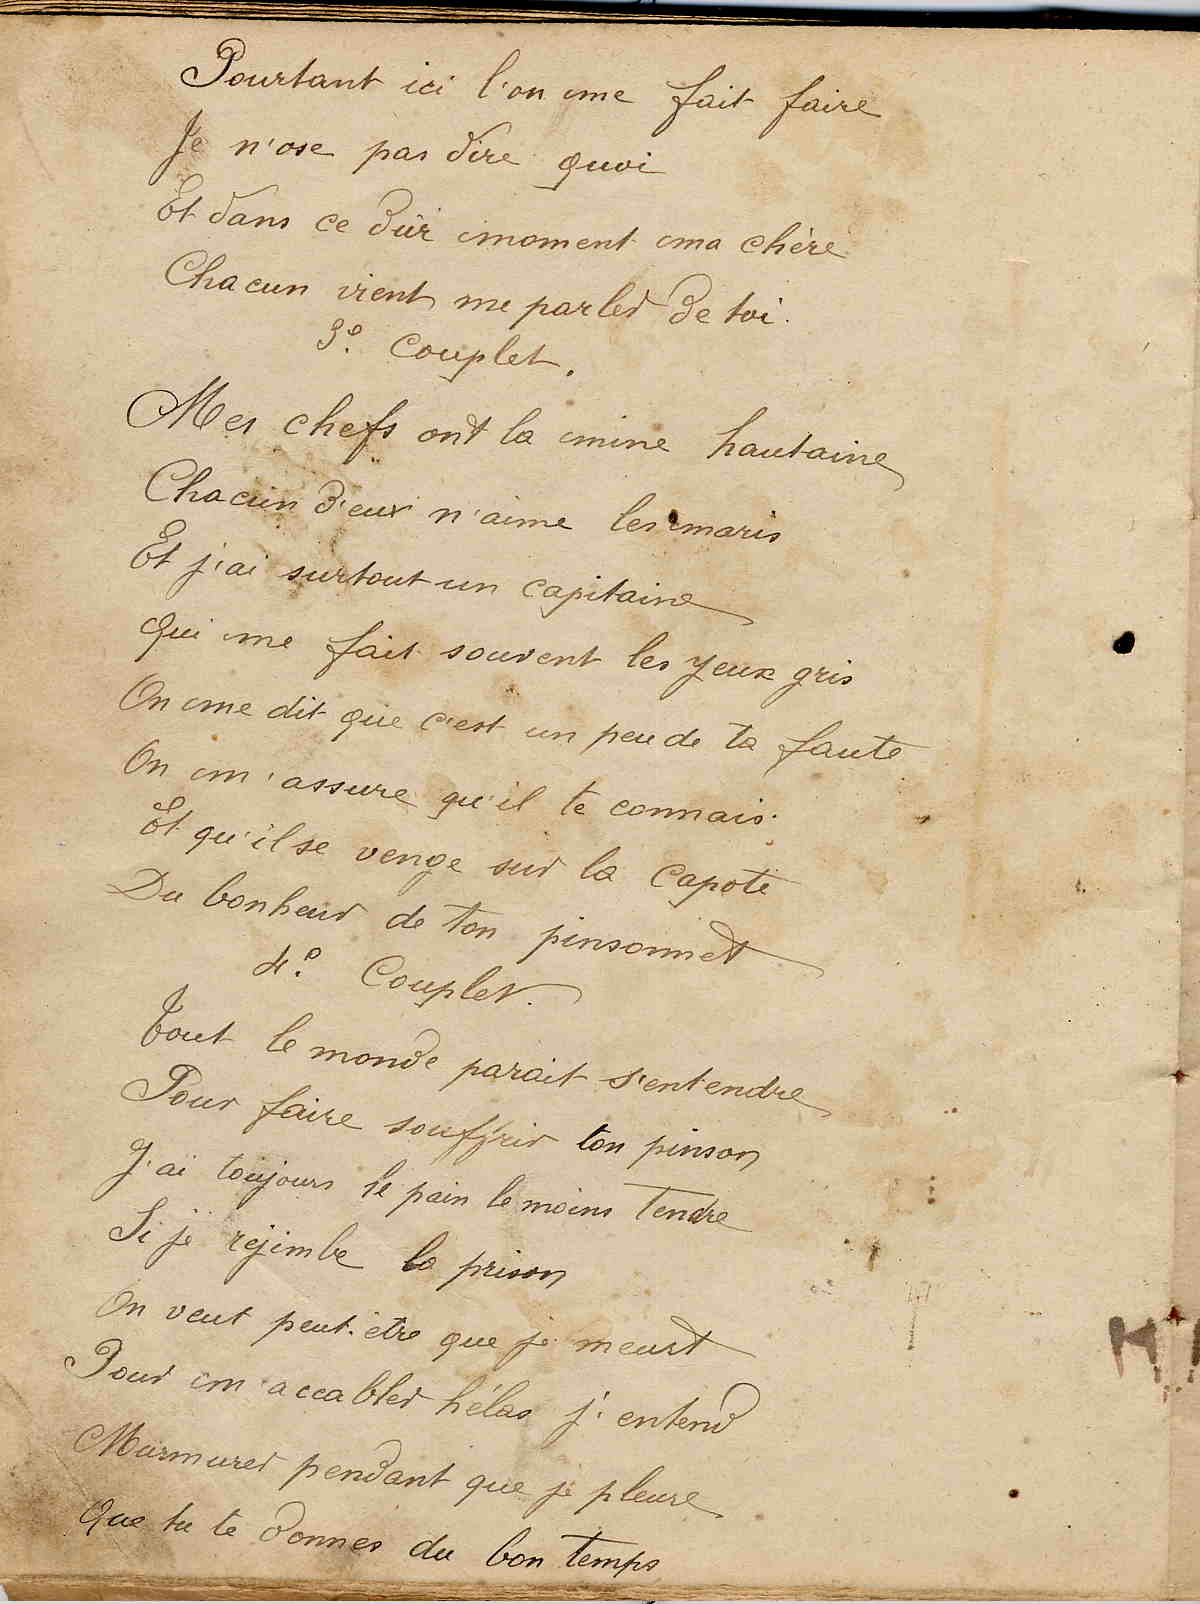 Pourtant ici l'on me fait faire
Je n'ose pas dire quoi
Et dans ce dûr moment ma chère
Chacun vient me parler de toi.
3e. Couplet.
Mes chefs ont la mine hautaine
Chacun d'eux n'aime les maris
Et j'ai surtout un capitaine
Qui me fait souvent les yeux gris
On me dit que c'est un peu de ta faute
On m'assure qu'il te connais.
Et qu'il se venge sur la capote
Du bonheur de ton pinsonnet
4e. Couplet.
Tout le monde parait s'entendre
Pour faire souffrir ton pinson
J'ai toujours le pain le moins tendre
Si je rejimbe la prison
On veut peut-être que je meurt
Pour m'accabler hélas j'entend
Murmurer pendant que je pleure
Que tu te donnes du bon temps